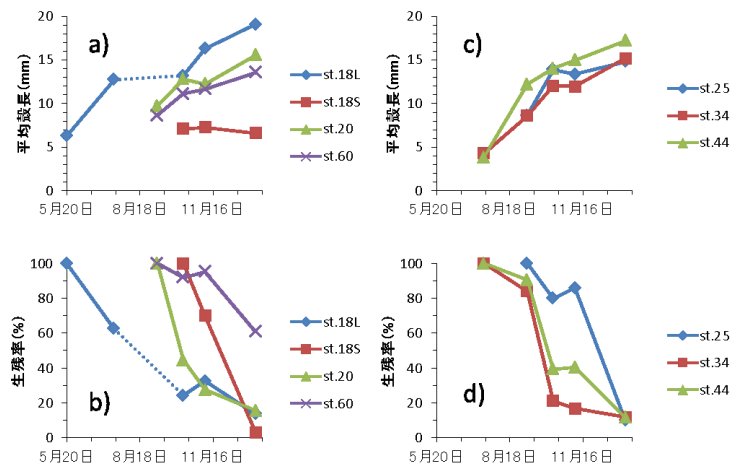 平均殻長(mm)
20
15
10
5
0
a)
5月20日
8月18日
11月16日
st.18L
st.18S
st.20
st.60
平均殻長(mm)
20
15
10
5
0
c)
5月20日
8月18日
11月16日
st.25
st.34
st.44
生残率(%)
100
80
60
40
20
0
b)
5月20日
8月18日
11月16日
st.18L
st.18S
st.20
st.60
生残率(%)
100
80
60
40
20
0
d)
5月20日
8月18日
11月16日
st.25
st.34
st.44